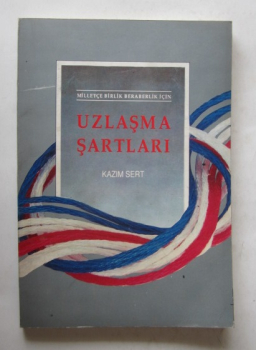 MİLLETÇE BİRLİK BERABERLİK İÇİN
UZLAŞMA
ŞARTLARI
KAZIM SERT